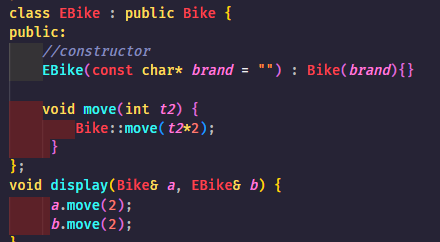 class EBike : public Bike {
public:
//constructor
EBike(const char* brand = "") : Bike(brand){}
void move(int t2) {
Bike::move(t2*2);
}
};
void display(Bike& a, EBike& b) {
a.move(2);
b.move(2);
}